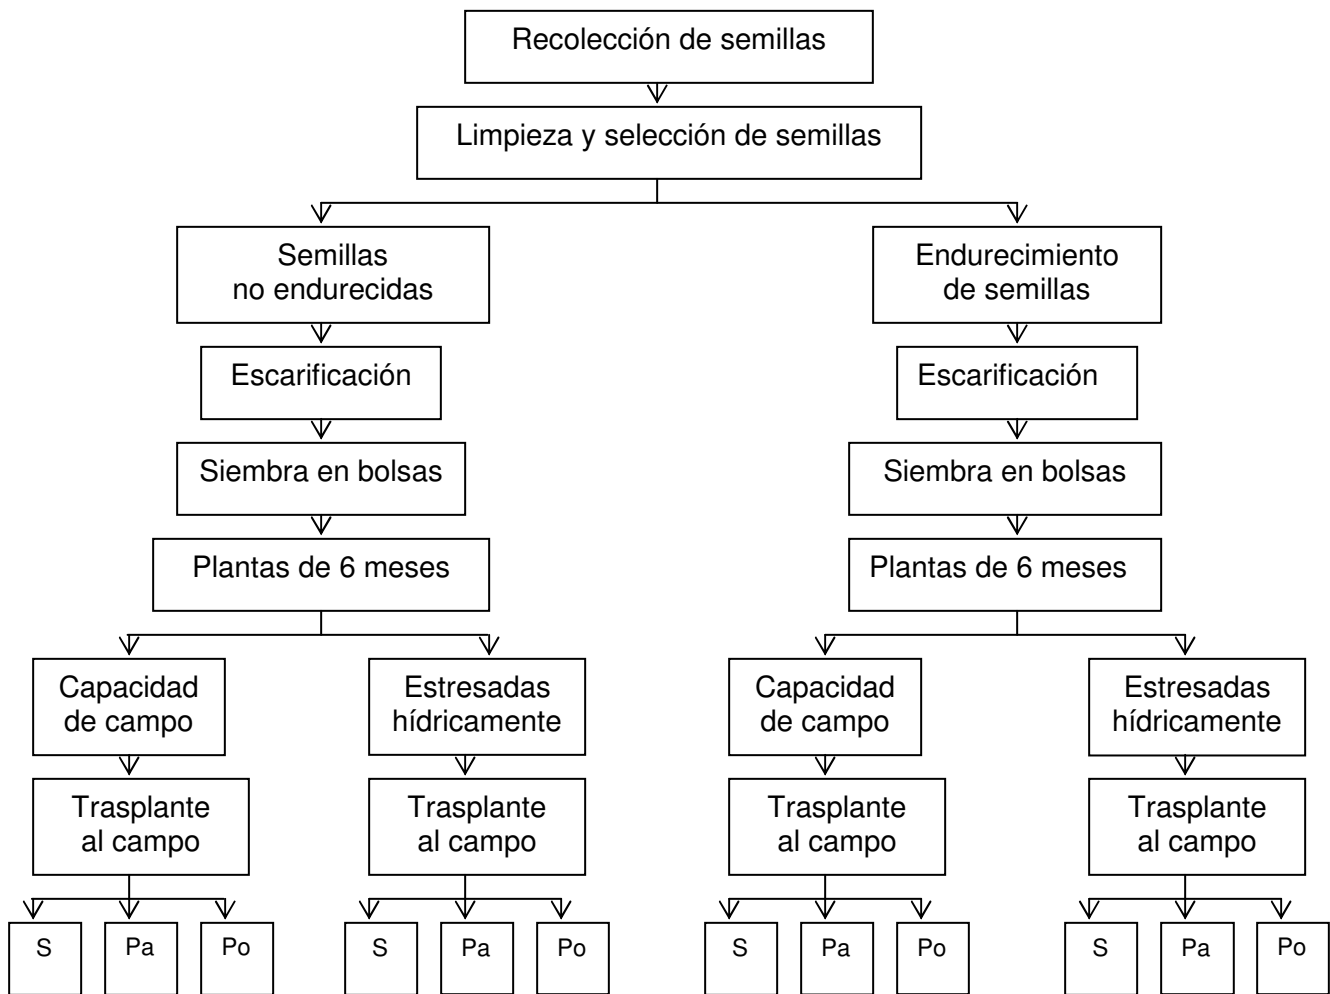 Recolección de semillas
Limpieza y selección de semillas
Semillas
no endurecidas
Endurecimiento
de semillas
Escarificación
Escarificación
Siembra en bolsas
Siembra en bolsas
Plantas de 6 meses
Plantas de 6 meses
Capacidad
de campo
Estresadas
hídricamente
Capacidad
de campo
Estresadas
hídricamente
Trasplante
al campo
Trasplante
al campo
Trasplante
al campo
Trasplante
al campo
S
Pa
Po
S
Pa
Po
S
Pa
Po
S
Pa
Po